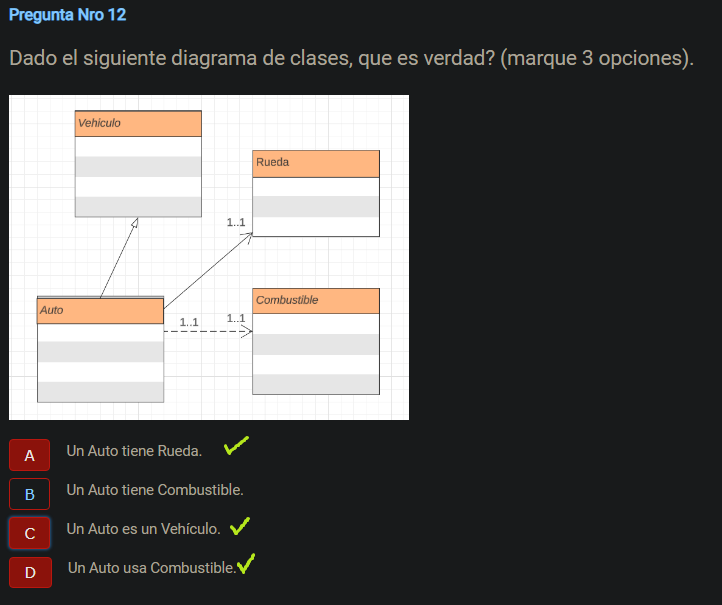 Pregunta Nro 12
Dado el siguiente diagrama de clases, que es verdad? (marque 3 opciones).
Vehiculo
Rueda
1..1
Auto
Combustible
1..1
1..1
A Un Auto tiene Rueda.
B Un Auto tiene Combustible.
C Un Auto es un Vehículo.
D Un Auto usa Combustible.